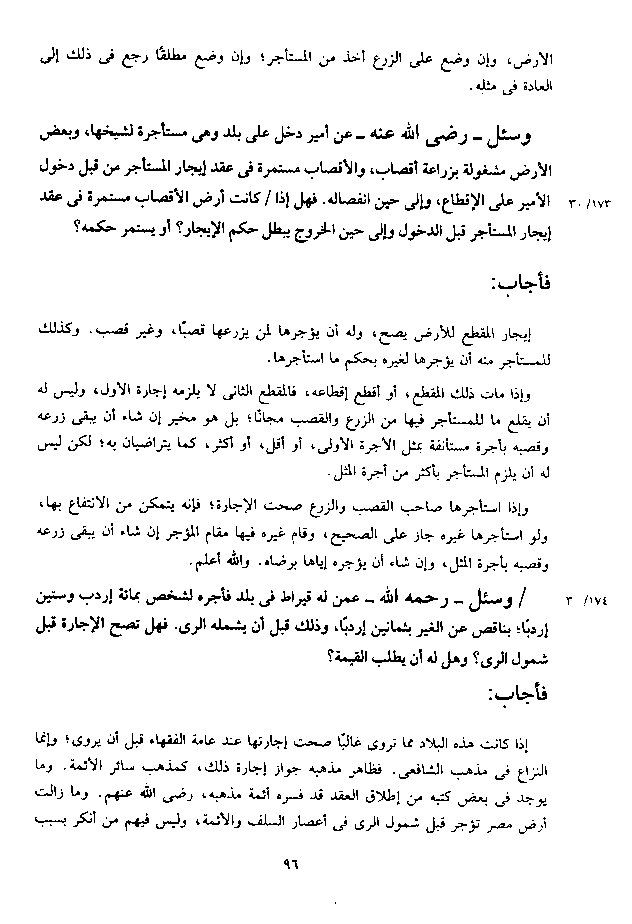 الأرض، وإن وضع على الزرع أخذ من المستأجر؛ وإن وضع مطلقًا رجع فى ذلك إلى
العادة فى مثله.
وسئل ـ رضى الله عنه ـ عن أمير دخل على بلد وهى مستأجرة لشيخها، وبعض
الأرض مشغولة بزراعة أقصاب، والأقصاب مستمرة فى عقد إيجار المستأجر من قبل دخول
الأمير على الإقطاع، وإلى حين انفصاله. فهل إذا / كانت أرض الأقصاب مستمرة فى عقد
٣٠/١٧٣
إيجار المستأجر قبل الدخول وإلى حين الخروج يبطل حكم الإيجار؟ أو يستمر حكمه؟
فأجاب:
إيجار المقطع للأرض يصح، وله أن يؤجرها لمن يزرعها قصبًا، وغير قصب. وكذلك
للمستأجر منه أن يؤجرها لغيره بحكم ما استأجرها.
وإذا مات ذلك المقطع، أو أقطع إقطاعه، فالمقطع الثانى لا يلزمه إجارة الأول، وليس له
أن يقلع ما للمستأجر فيها من الزرع والقصب مجانًا؛ بل هو مخير إن شاء أن يبقى زرعه
وقصبه بأجرة مستأنفة بمثل الأجرة الأولى، أو أقل، أو أكثر، كما يتراضيان به؛ لكن ليس
له أن يلزم المستأجر بأكثر من أجرة المثل.
وإذا استأجرها صاحب القصب والزرع صحت الإجارة؛ فإنه يتمكن من الانتفاع بها،
ولو استأجرها غيره جاز على الصحيح، وقام غيره فيها مقام المؤجر إن شاء أن يبقى زرعه
وقصبه بأجرة المثل، وإن شاء أن يؤجره إياها برضاه. والله أعلم.
/ وسئل ـ رحمه الله ـ عمن له قيراط فى بلد فأجره لشخص بمائة إردب وستين
٣٠/١٧٤
إردبًا؛ بناقص عن الغير بثمانين إردبًا، وذلك قبل أن يشمله الرى. فهل تصح الإجارة قبل
شمول الرى؟ وهل له أن يطلب القيمة؟
فأجاب:
إذا كانت هذه البلاد مما تروى غالبًا صحت إجارتها عند عامة الفقهاء قبل أن يروى؛ وإنما
النزاع فى مذهب الشافعى. فظاهر مذهبه جواز إجارة ذلك، كمذهب سائر الأئمة. وما
يوجد فى بعض كتبه من إطلاق العقد قد فسره أئمة مذهبه، رضى الله عنهم. وما زالت
أرض مصر تؤجر قبل شمول الرى فى أعصار السلف والأئمة، وليس فيهم من أنكر بسبب
٩٦